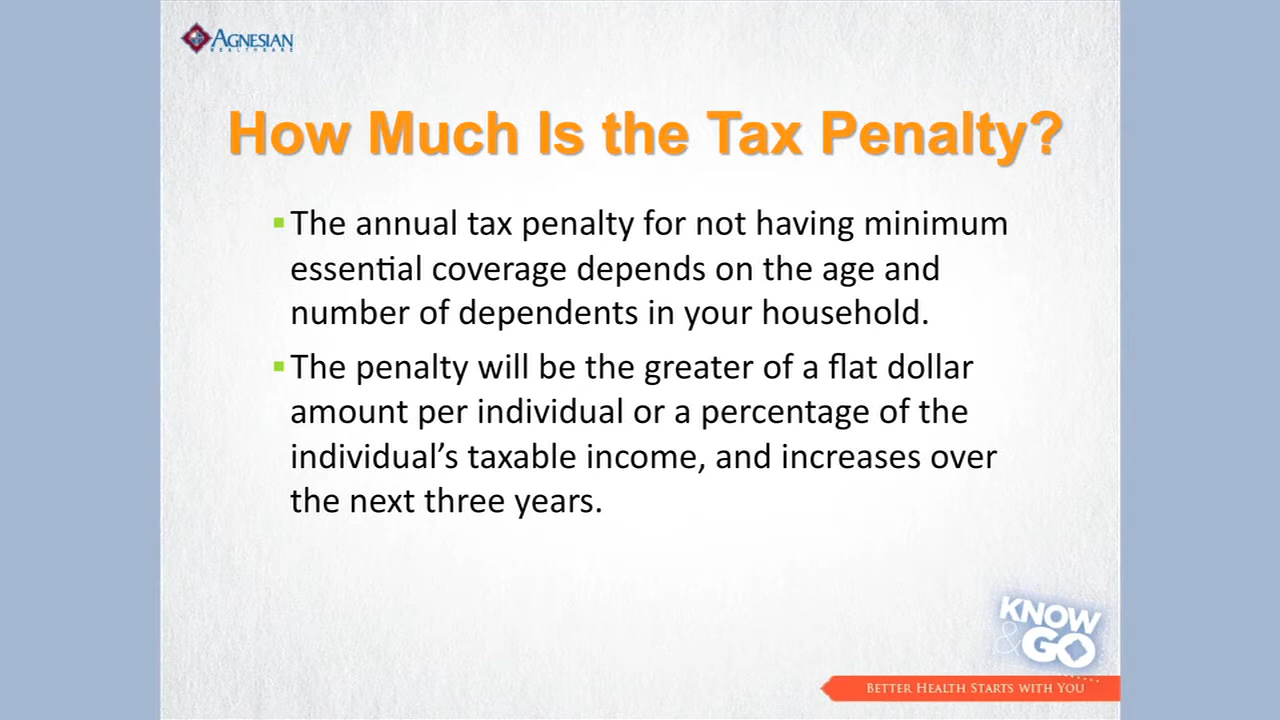 AGNESIAN
HEALTHCARE
How Much Is the Tax Penalty?
▪The annual tax penalty for not having minimum
essential coverage depends on the age and
number of dependents in your household.
▪The penalty will be the greater of a flat dollar
amount per individual or a percentage of the
individual’s taxable income, and increases over
the next three years.
KNOW
& GO
BETTER HEALTH STARTS WITH YOU